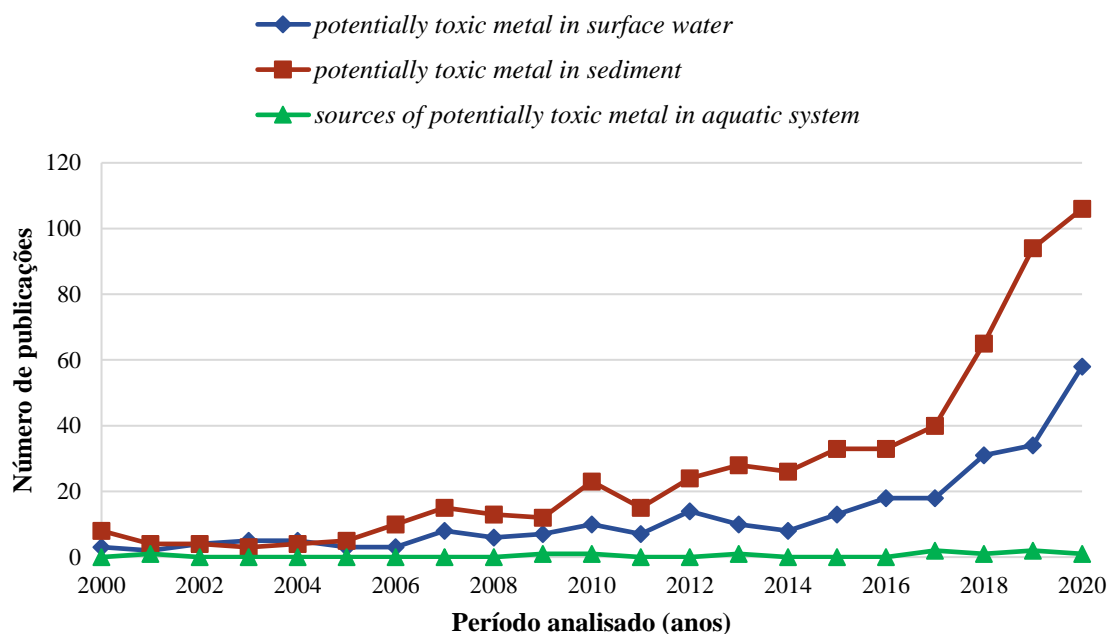 potentially toxic metal in surface water
potentially toxic metal in sediment
sources of potentially toxic metal in aquatic system
120
100
80
60
40
20
0
Número de publicações
2000 2002 2004 2006 2008 2010 2012 2014 2016 2018 2020
Período analisado (anos)